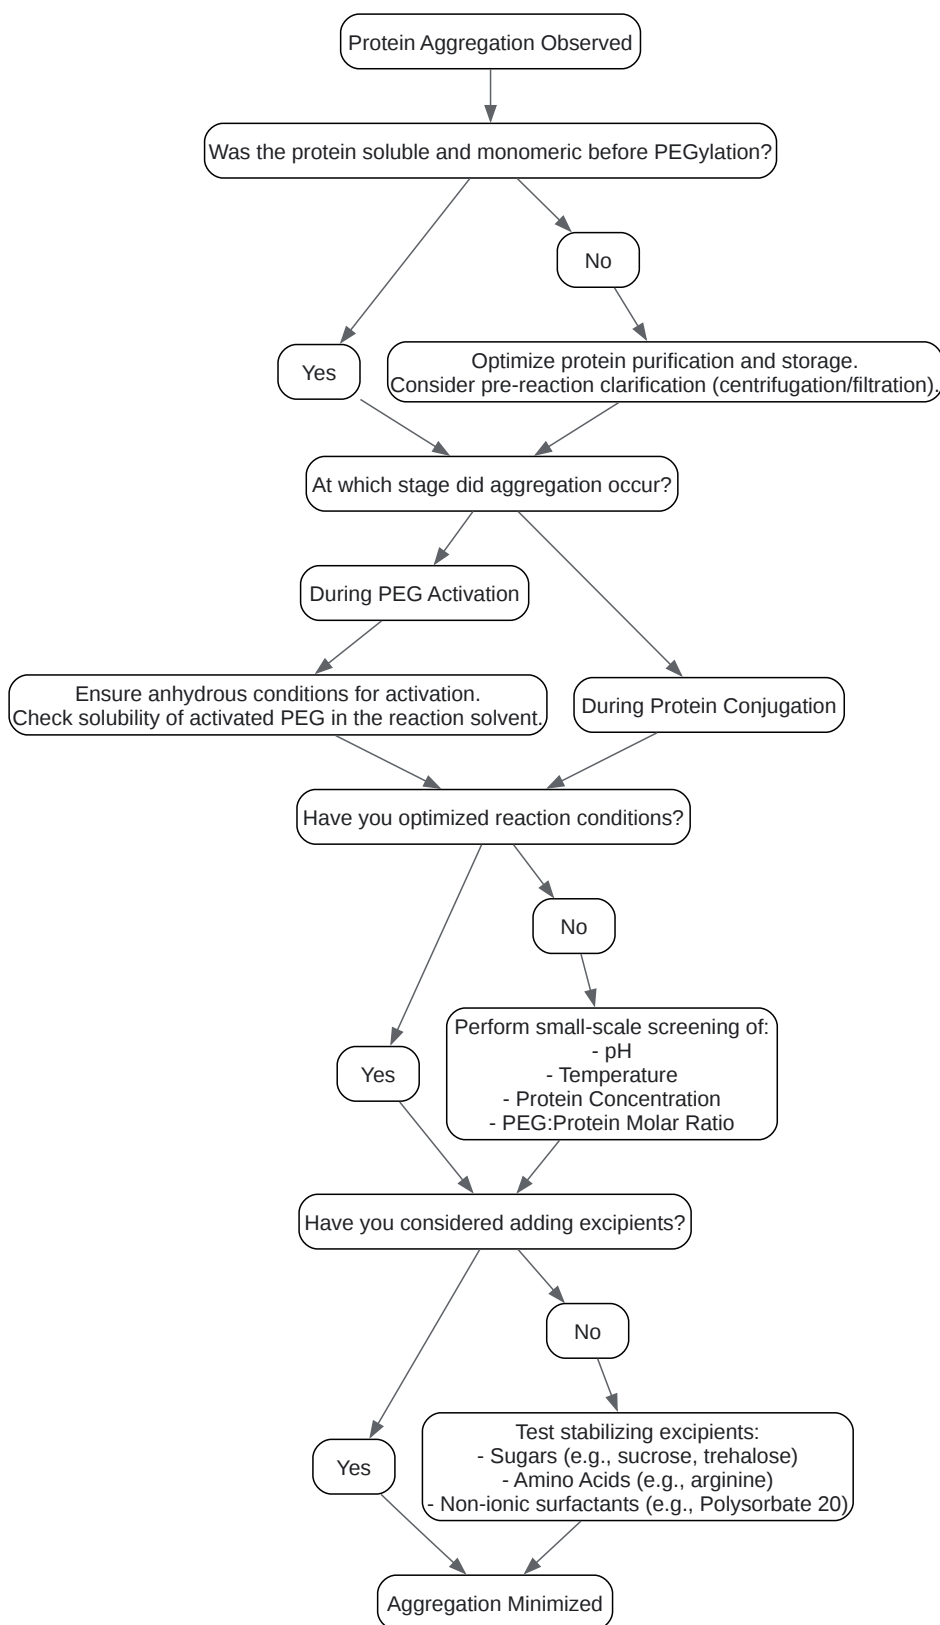 Protein Aggregation Observed
Was the protein soluble and monomeric before PEGylation?
No
Yes
Optimize protein purification and storage.
Consider pre-reaction clarification (centrifugation/filtration).
At which stage did aggregation occur?
During PEG Activation
Ensure anhydrous conditions for activation.
Check solubility of activated PEG in the reaction solvent.
During Protein Conjugation
Have you optimized reaction conditions?
No
Yes
Perform small-scale screening of:
- pH
- Temperature
- Protein Concentration
- PEG:Protein Molar Ratio
Have you considered adding excipients?
No
Yes
Test stabilizing excipients:
- Sugars (e.g., sucrose, trehalose)
- Amino Acids (e.g., arginine)
- Non-ionic surfactants (e.g., Polysorbate 20)
Aggregation Minimized